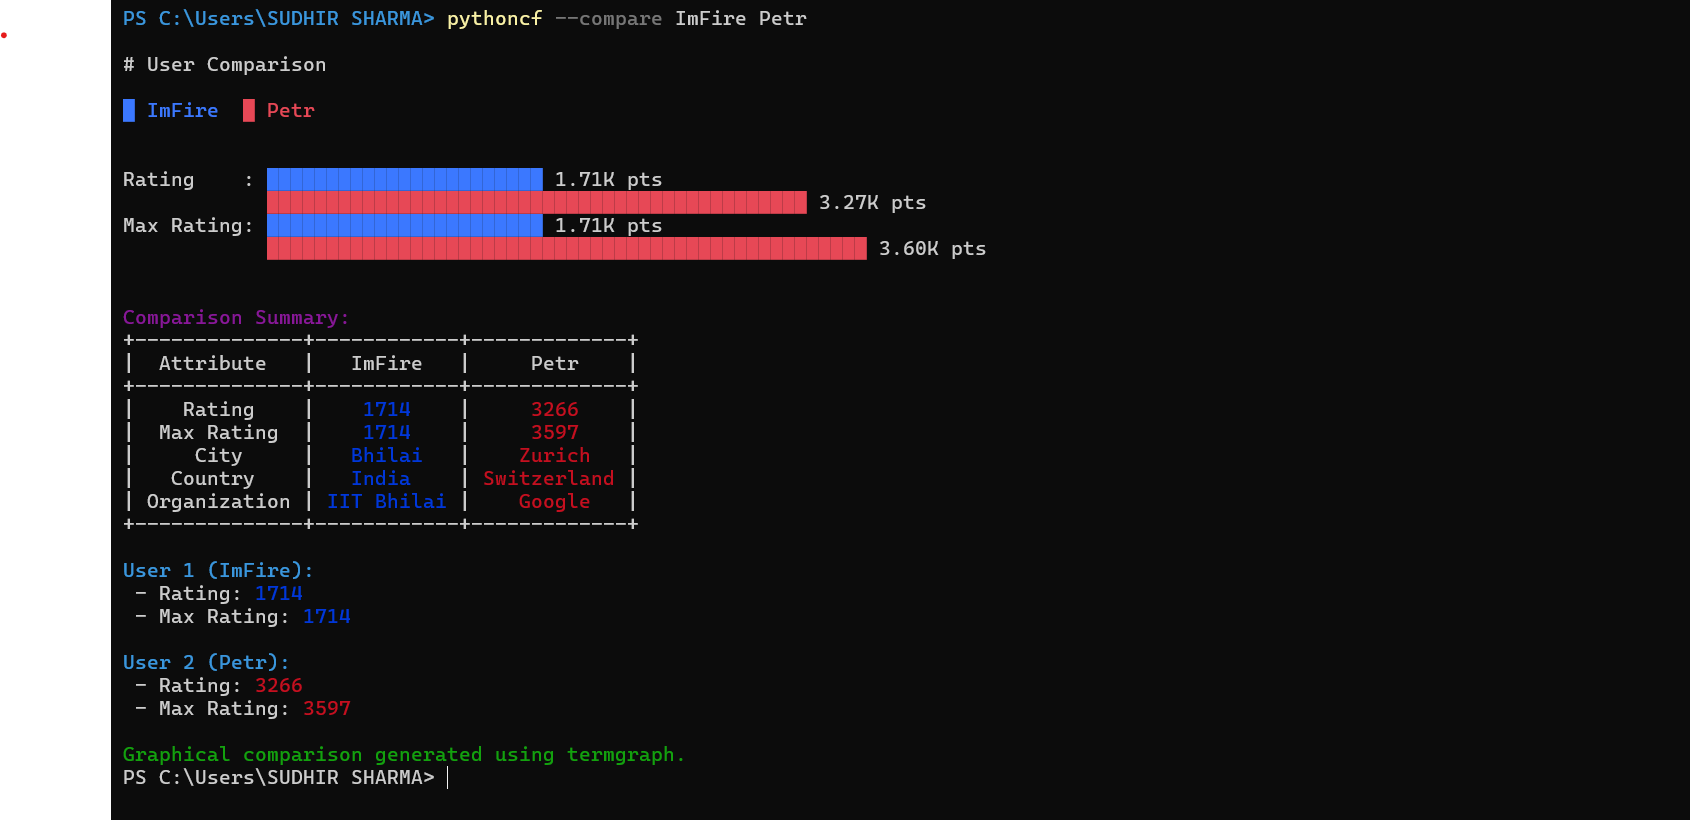 PS C:\Users\SUDHIR SHARMA> pythoncf --compare ImFire Petr
# User Comparison
ImFire Petr
Rating    : 1.71K pts
3.27K pts
Max Rating: 1.71K pts
3.60K pts
Comparison Summary:
+--------------+------------+-------------+
|  Attribute   |   ImFire   |     Petr    |
+--------------+------------+-------------+
|    Rating    |    1714    |     3266    |
|  Max Rating  |    1714    |     3597    |
|     City     |   Bhilai   |    Zurich   |
|   Country    |   India    | Switzerland |
| Organization | IIT Bhilai |    Google   |
+--------------+------------+-------------+
User 1 (ImFire):
 - Rating: 1714
 - Max Rating: 1714
User 2 (Petr):
 - Rating: 3266
 - Max Rating: 3597
Graphical comparison generated using termgraph.
PS C:\Users\SUDHIR SHARMA>